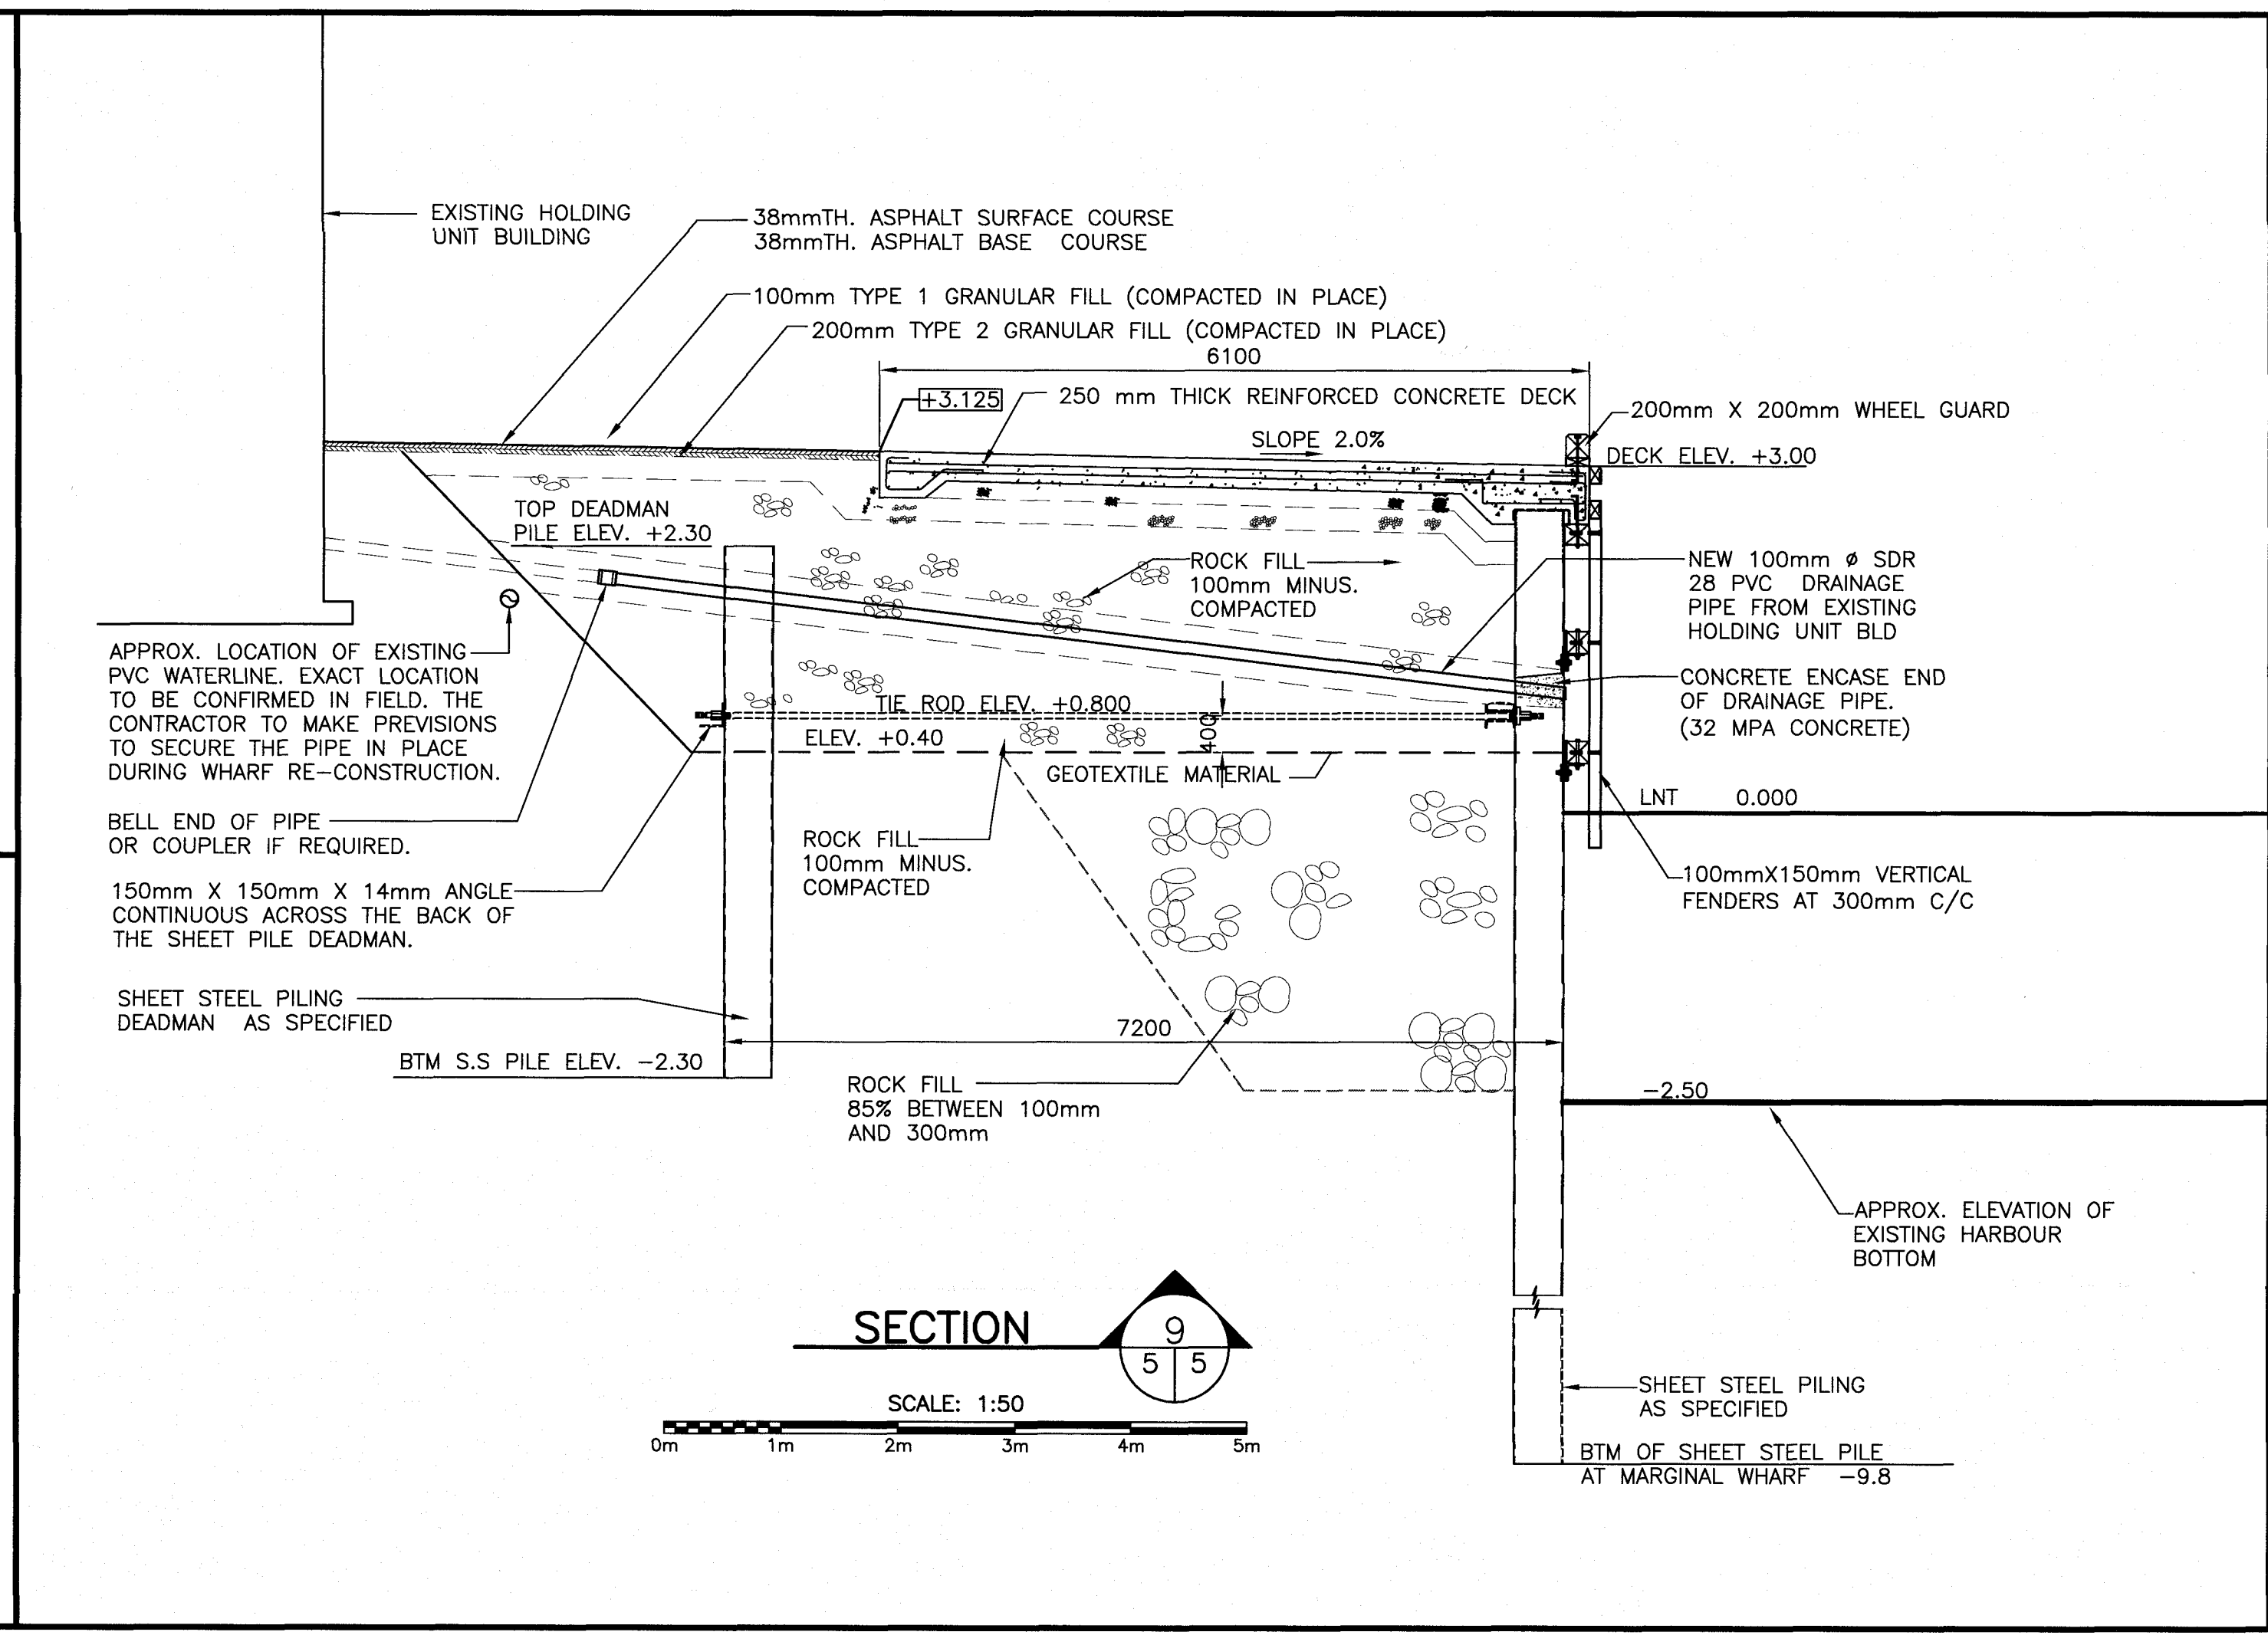 EXISTING HOLDING
UNIT BUILDING
38mmTH. ASPHALT SURFACE COURSE
38mmTH. ASPHALT BASE COURSE
100mm TYPE 1 GRANULAR FILL (COMPACTED IN PLACE)
200mm TYPE 2 GRANULAR FILL (COMPACTED IN PLACE)
6100
+3.125
250 mm THICK REINFORCED CONCRETE DECK
200mm X 200mm WHEEL GUARD
SLOPE 2.0%
DECK ELEV. +3.00
TOP DEADMAN
PILE ELEV. +2.30
ROCK FILL
100mm MINUS.
COMPACTED
NEW 100mm ø SDR
28 PVC DRAINAGE
PIPE FROM EXISTING
HOLDING UNIT BLD
APPROX. LOCATION OF EXISTING
PVC WATERLINE. EXACT LOCATION
TO BE CONFIRMED IN FIELD. THE
CONTRACTOR TO MAKE PREVISIONS
TO SECURE THE PIPE IN PLACE
DURING WHARF RE-CONSTRUCTION.
CONCRETE ENCASE END
OF DRAINAGE PIPE.
(32 MPA CONCRETE)
TIE ROD ELEV. +0.800
ELEV. +0.40
400
GEOTEXTILE MATERIAL
LNT 0.000
BELL END OF PIPE
OR COUPLER IF REQUIRED.
ROCK FILL
100mm MINUS.
COMPACTED
100mmX150mm VERTICAL
FENDERS AT 300mm C/C
150mm X 150mm X 14mm ANGLE
CONTINUOUS ACROSS THE BACK OF
THE SHEET PILE DEADMAN.
SHEET STEEL PILING
DEADMAN AS SPECIFIED
7200
BTM S.S PILE ELEV. -2.30
ROCK FILL
85% BETWEEN 100mm
AND 300mm
-2.50
APPROX. ELEVATION OF
EXISTING HARBOUR
BOTTOM
SECTION
9
5 5
SCALE: 1:50
0m 1m 2m 3m 4m 5m
SHEET STEEL PILING
AS SPECIFIED
BTM OF SHEET STEEL PILE
AT MARGINAL WHARF -9.8